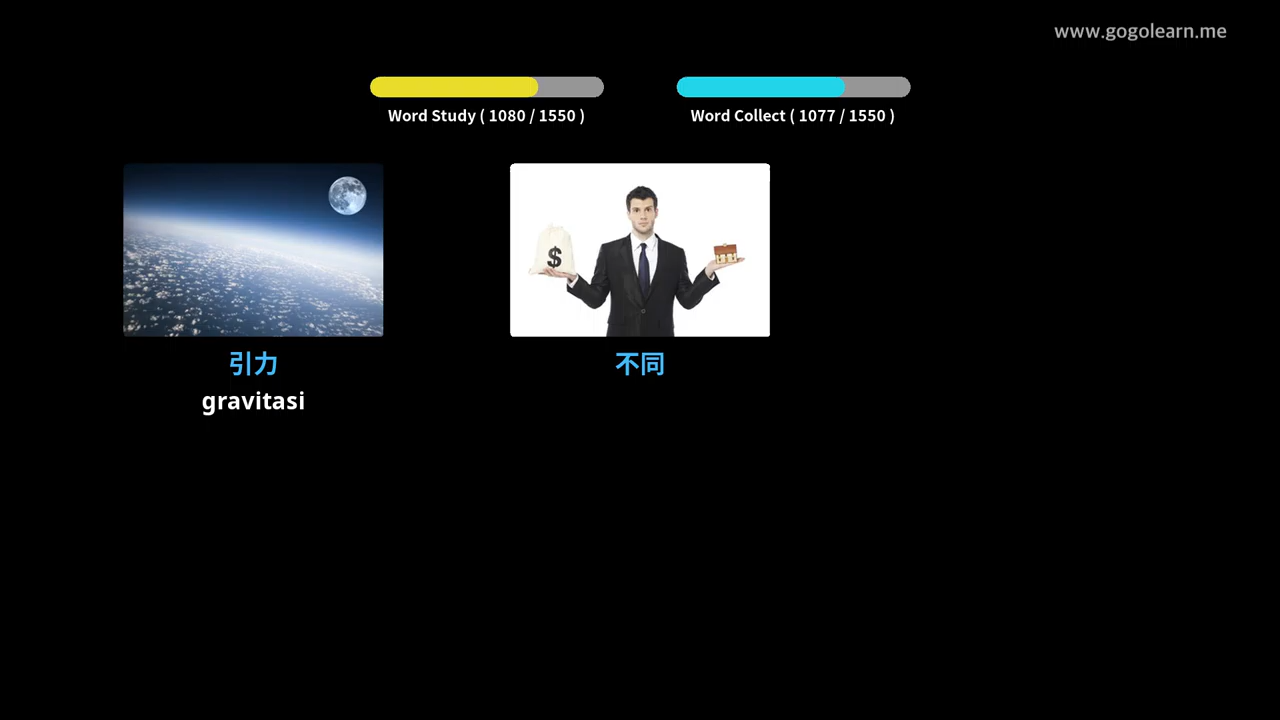 www.gogolearn.me
Word Study ( 1080 / 1550 )
Word Collect ( 1077 / 1550 )
$
引力
不同
gravitasi